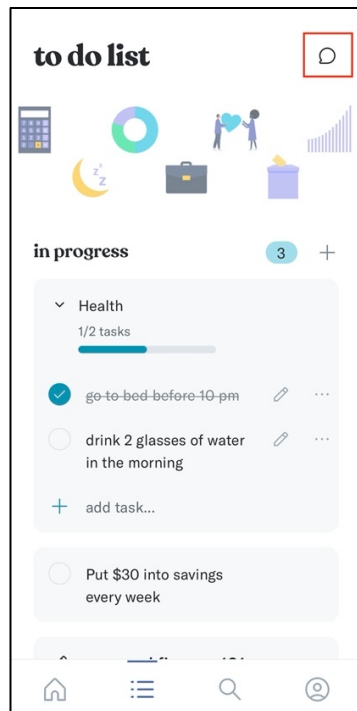 to do list
z
z
z
in progress
3
Health
1/2 tasks
go to bed before 10 pm
drink 2 glasses of water
in the morning
add task...
Put $30 into savings
every week